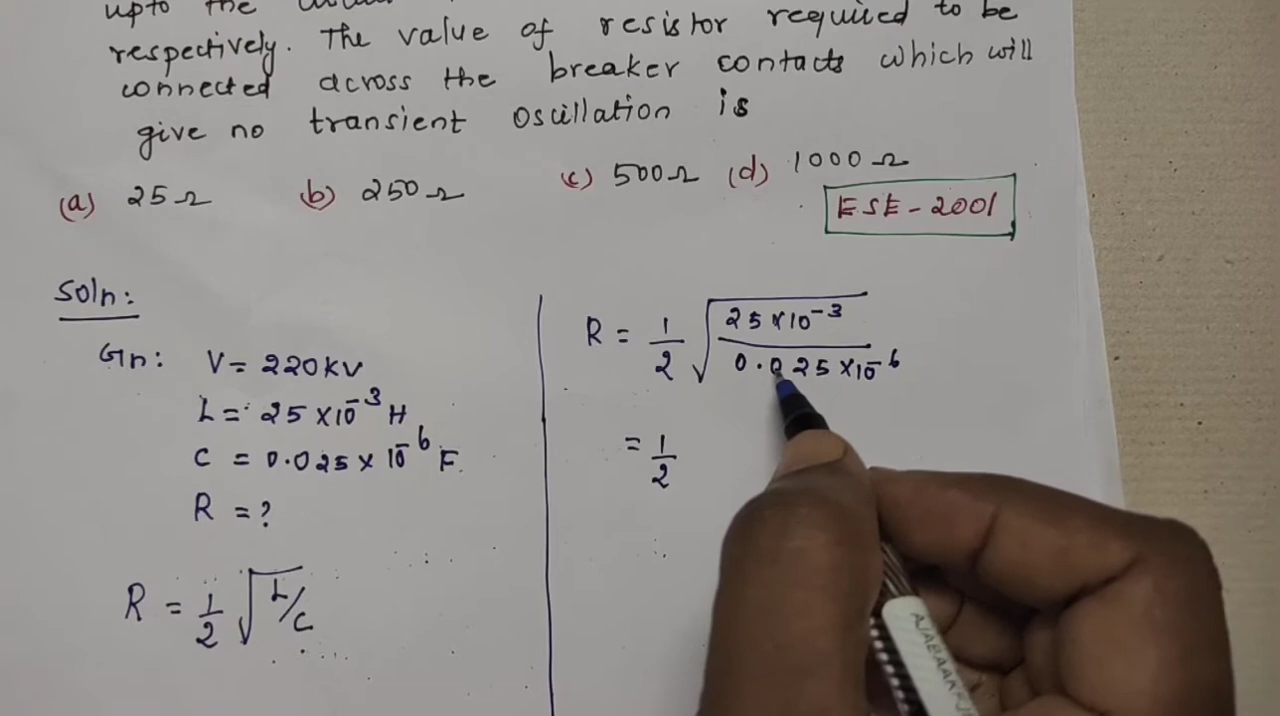 upto the
respectively. The value of resistor required to be
connected across the breaker contacts which will
give no transient oscillation is
(a) 25Ω (b) 250Ω (c) 500Ω (d) 1000Ω
ESE-2001
Soln:
Gn: V = 220KV
L = 25 × 10⁻³ H
C = 0.025 × 10⁻⁶ F
R = ?
R = 1/2 √L/C
R = 1/2 √25×10⁻³/0.025×10⁻⁶
= 1/2